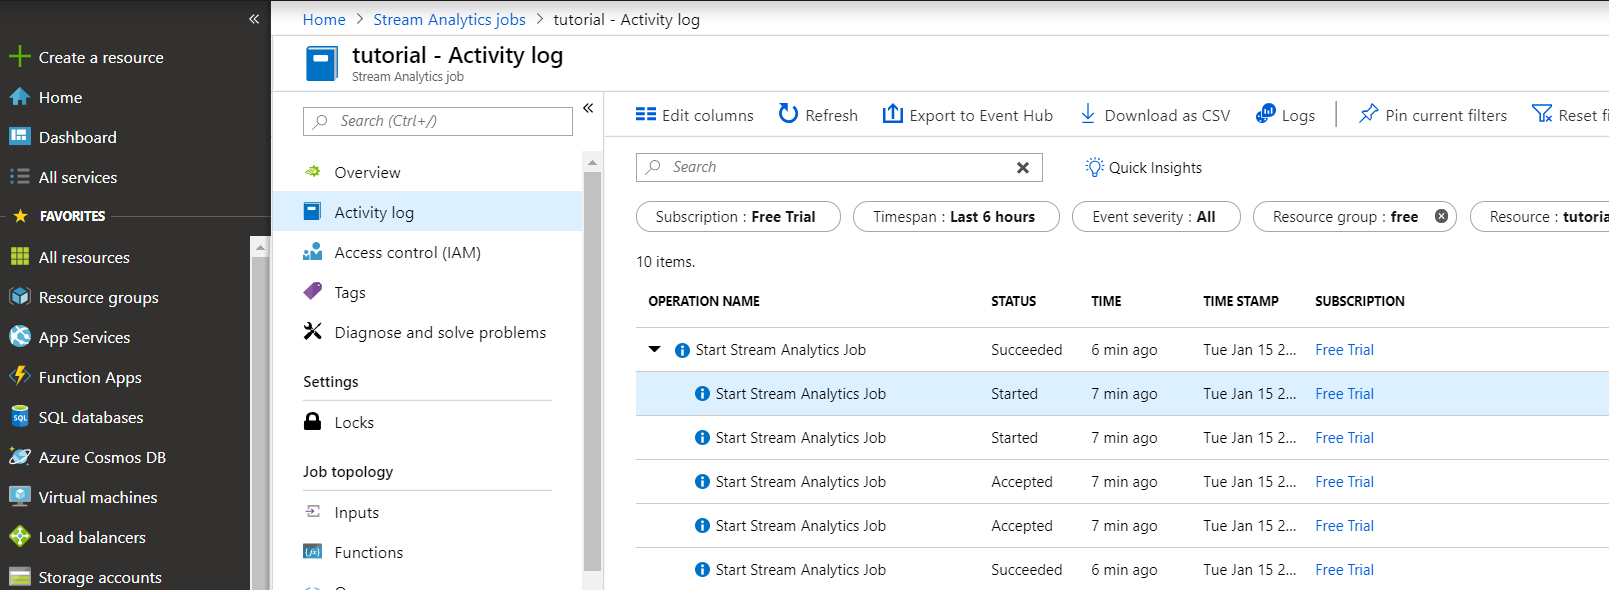 «
Create a resource
Home
Dashboard
All services
FAVORITES
All resources
Resource groups
App Services
Function Apps
SQL databases
Azure Cosmos DB
Virtual machines
Load balancers
Storage accounts
Home > Stream Analytics jobs > tutorial - Activity log
tutorial - Activity log
Stream Analytics job
Search (Ctrl+/)
«
Overview
Activity log
Access control (IAM)
Tags
Diagnose and solve problems
Settings
Locks
Job topology
Inputs
Functions
Edit columns Refresh Export to Event Hub Download as CSV Logs Pin current filters Reset fi
Search
Quick Insights
Subscription : Free Trial Timespan : Last 6 hours Event severity : All Resource group : free Resource : tutoria
10 items.
OPERATION NAME STATUS TIME TIME STAMP SUBSCRIPTION
Start Stream Analytics Job Succeeded 6 min ago Tue Jan 15 2... Free Trial
Start Stream Analytics Job Started 7 min ago Tue Jan 15 2... Free Trial
Start Stream Analytics Job Started 7 min ago Tue Jan 15 2... Free Trial
Start Stream Analytics Job Accepted 7 min ago Tue Jan 15 2... Free Trial
Start Stream Analytics Job Accepted 7 min ago Tue Jan 15 2... Free Trial
Start Stream Analytics Job Succeeded 6 min ago Tue Jan 15 2... Free Trial